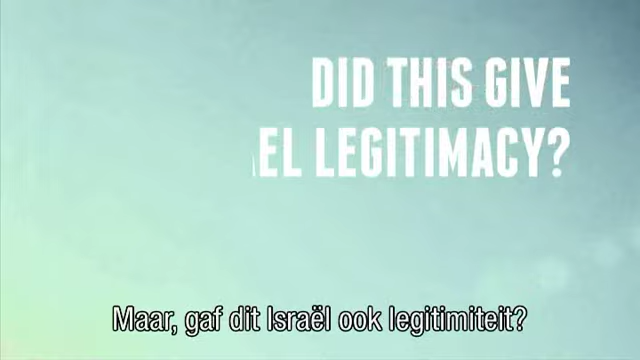 DID THIS GIVE
EL LEGITIMACY?
Maar, gaf dit Israël ook legitimiteit?